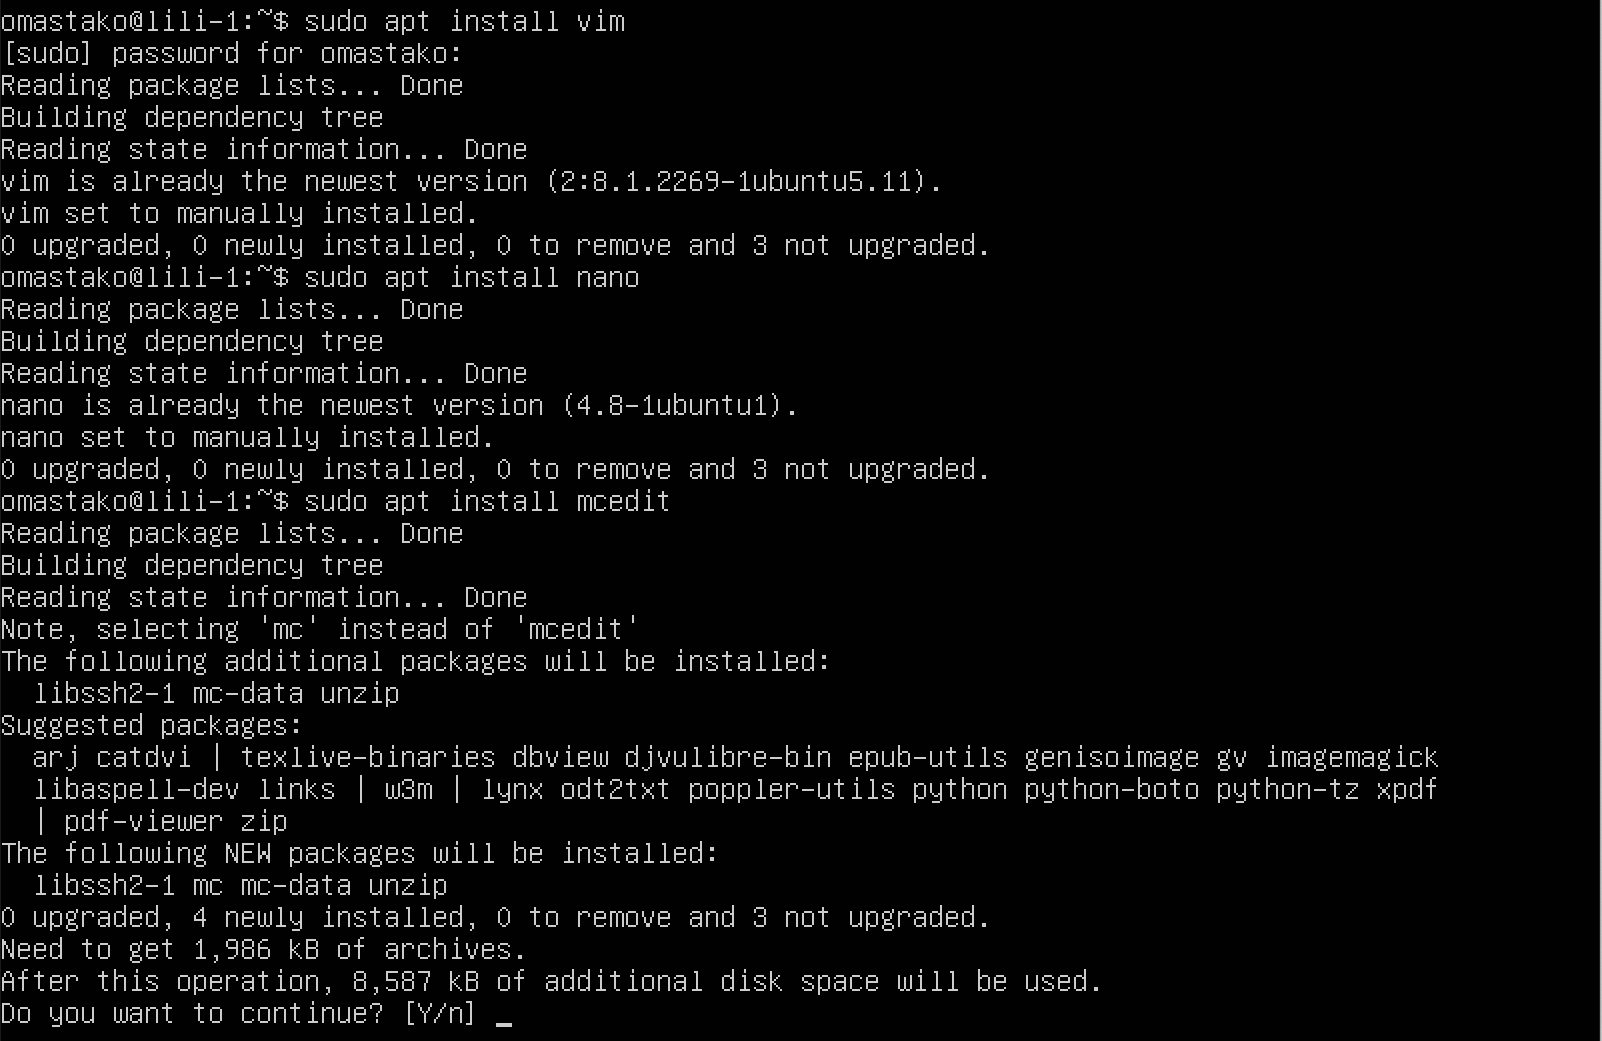 omastako@lili-1:~$ sudo apt install vim
[sudo] password for omastako:
Reading package lists... Done
Building dependency tree
Reading state information... Done
vim is already the newest version (2:8.1.2269-1ubuntu5.11).
vim set to manually installed.
0 upgraded, 0 newly installed, 0 to remove and 3 not upgraded.
omastako@lili-1:~$ sudo apt install nano
Reading package lists... Done
Building dependency tree
Reading state information... Done
nano is already the newest version (4.8-1ubuntu1).
nano set to manually installed.
0 upgraded, 0 newly installed, 0 to remove and 3 not upgraded.
omastako@lili-1:~$ sudo apt install mcedit
Reading package lists... Done
Building dependency tree
Reading state information... Done
Note, selecting 'mc' instead of 'mcedit'
The following additional packages will be installed:
  libssh2-1 mc-data unzip
Suggested packages:
  arj catdvi | texlive-binaries dbview djvulibre-bin epub-utils genisoimage gv imagemagick
  libaspell-dev links | w3m | lynx odt2txt poppler-utils python python-boto python-tz xpdf
  | pdf-viewer zip
The following NEW packages will be installed:
  libssh2-1 mc mc-data unzip
0 upgraded, 4 newly installed, 0 to remove and 3 not upgraded.
Need to get 1,986 kB of archives.
After this operation, 8,587 kB of additional disk space will be used.
Do you want to continue? [Y/n] _